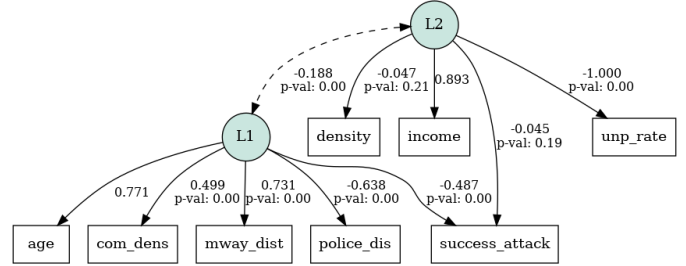 L2
-0.188
p-val: 0.00
-0.047
p-val: 0.21
0.893
-1.000
p-val: 0.00
L1
density
income
-0.045
p-val: 0.19
unp_rate
0.771
0.499
p-val: 0.00
0.731
p-val: 0.00
-0.638
p-val: 0.00
-0.487
p-val: 0.00
age
com_dens
mway_dist
police_dis
success_attack